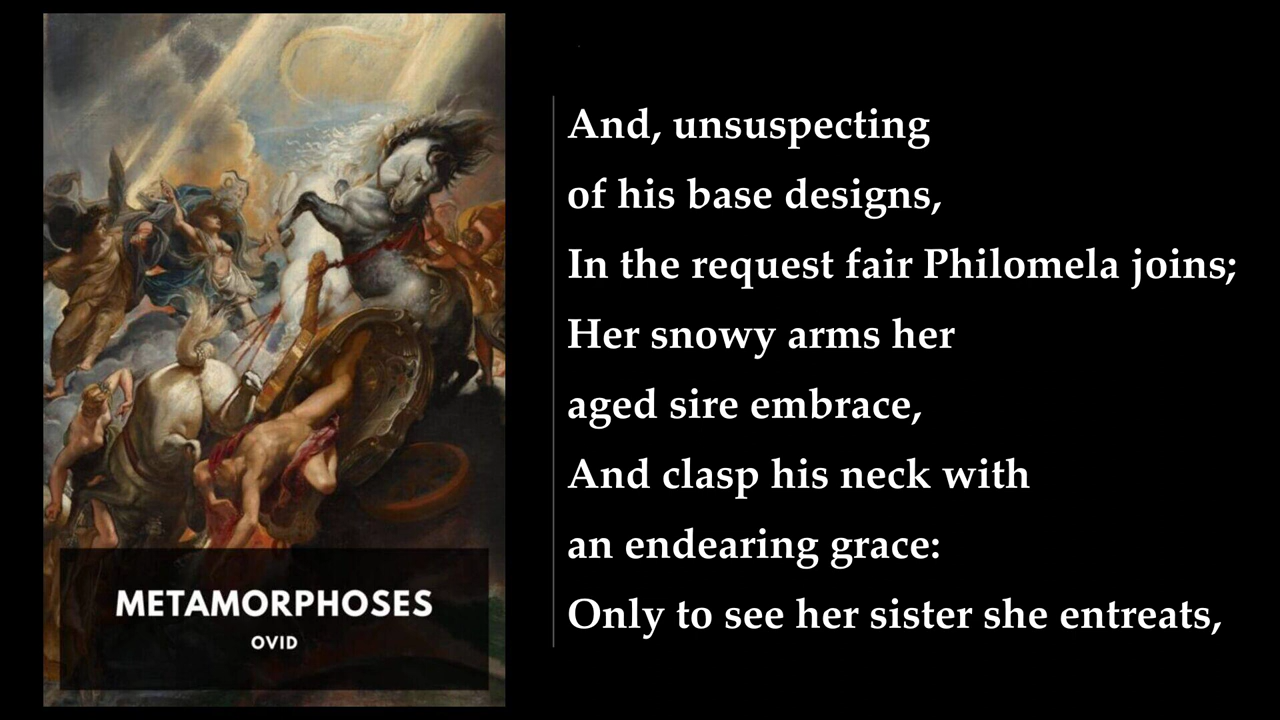 METAMORPHOSES
OVID
And, unsuspecting
of his base designs,
In the request fair Philomela joins;
Her snowy arms her
aged sire embrace,
And clasp his neck with
an endearing grace:
Only to see her sister she entreats,